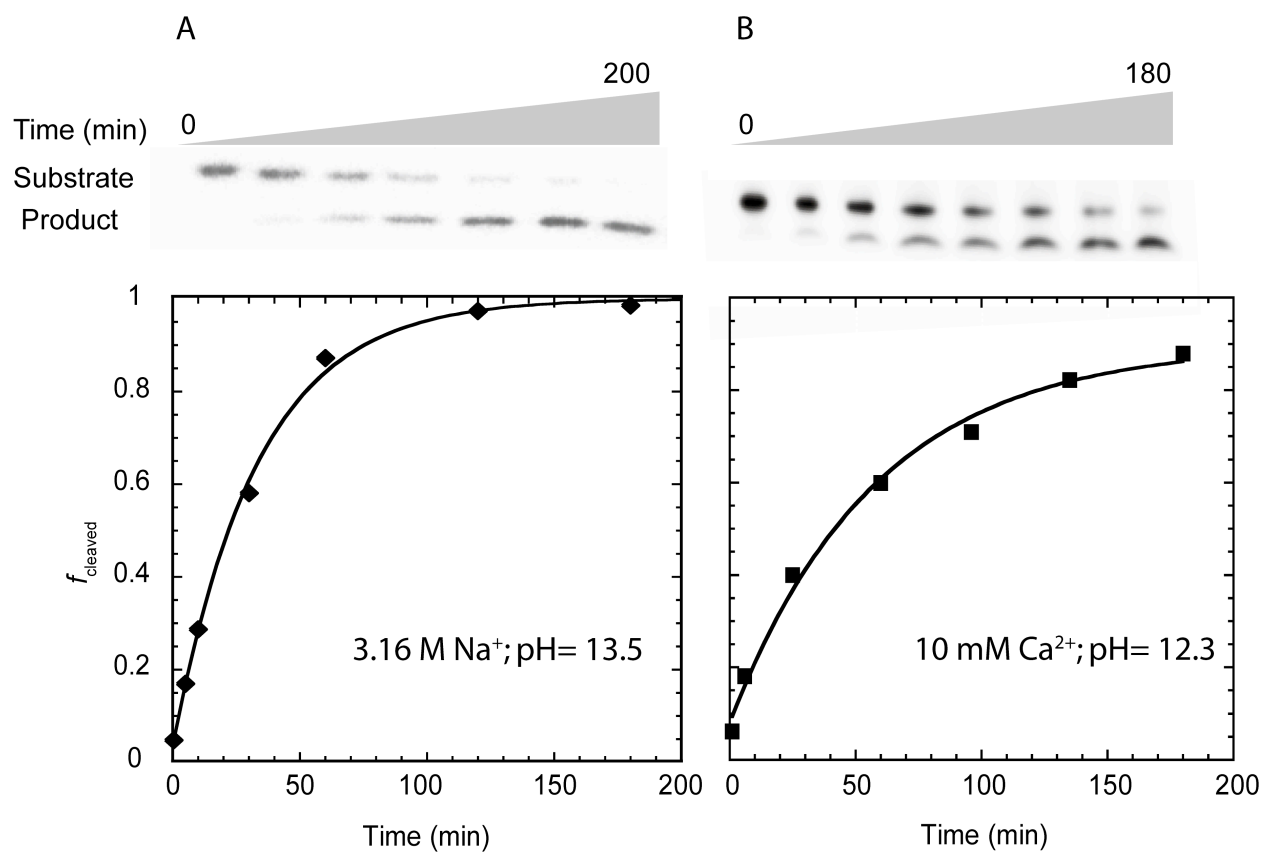 A
B
200
180
Time (min)
0
0
Substrate
Product
1
0.8
0.6
0.4
0.2
0
f cleaved
3.16 M Na⁺; pH= 13.5
10 mM Ca²⁺; pH= 12.3
0 50 100 150 200
0 50 100 150 200
Time (min)
Time (min)